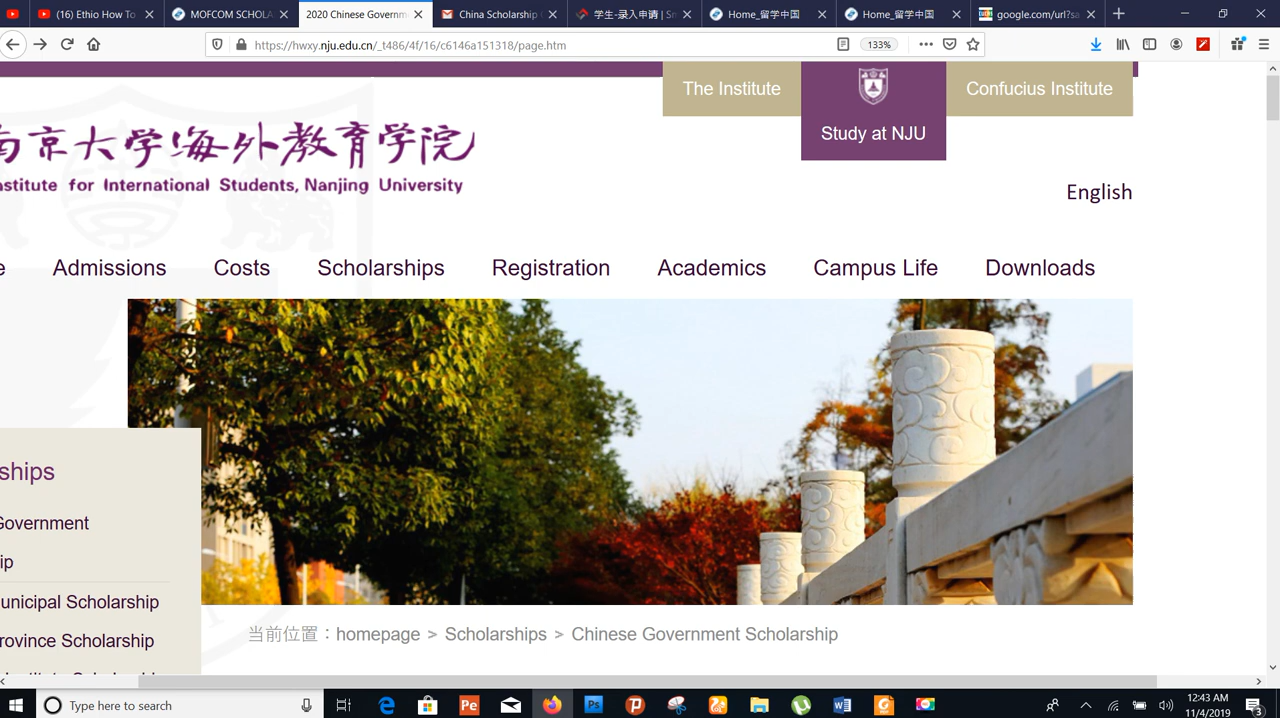 (16) Ethio How To
MOFCOM SCHOLA
2020 Chinese Governm
China Scholarship
学生-录入申请 | Sn
Home_留学中国
Home_留学中国
google.com/url?sa
https://hwxy.nju.edu.cn/_t486/4f/16/c6146a151318/page.htm
133%
The Institute
Study at NJU
Confucius Institute
南京大学海外教育学院
nstitute for International Students, Nanjing University
English
e
Admissions
Costs
Scholarships
Registration
Academics
Campus Life
Downloads
ships
Government
ip
unicipal Scholarship
rovince Scholarship
当前位置：homepage > Scholarships > Chinese Government Scholarship
Type here to search
12:43 AM
11/4/2019
3